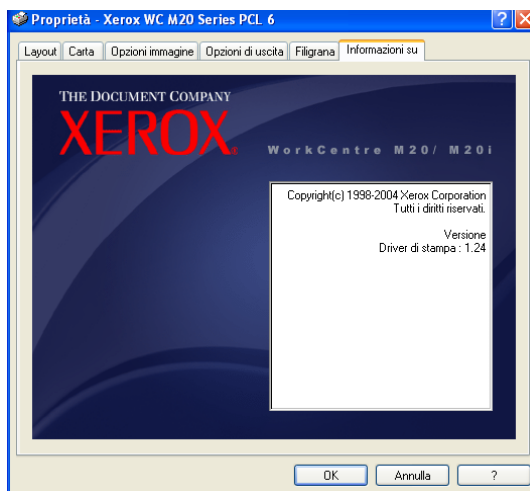 Proprietà - Xerox WC M20 Series PCL 6
Layout Carta Opzioni immagine Opzioni di uscita Filigrana Informazioni su
THE DOCUMENT COMPANY
XEROX
WorkCentre M20/ M20i
Copyright(c) 1998-2004 Xerox Corporation
Tutti i diritti riservati.
Versione
Driver di stampa : 1.24
OK Annulla ?